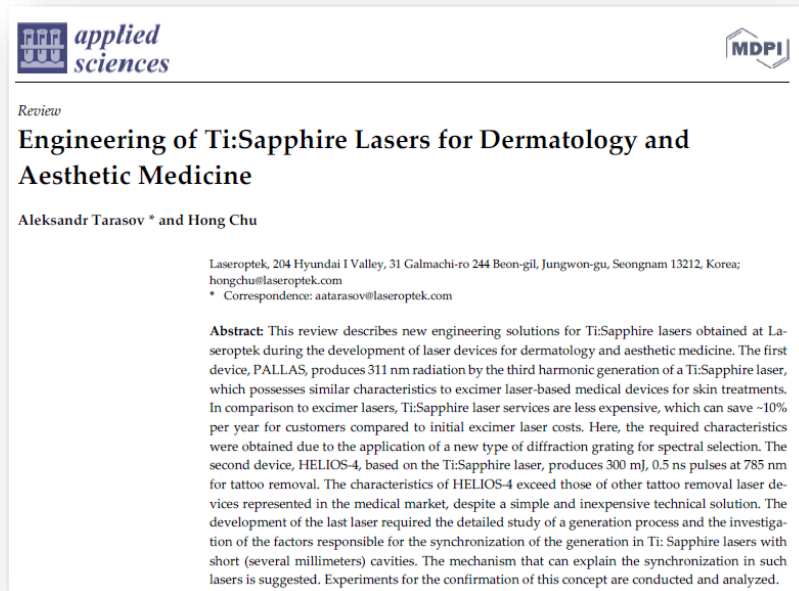 applied
sciences
MDPI
Review
Engineering of Ti:Sapphire Lasers for Dermatology and
Aesthetic Medicine
Aleksandr Tarasov * and Hong Chu
Laseroptek, 204 Hyundai I Valley, 31 Galmachi-ro 244 Beon-gil, Jungwon-gu, Seongnam 13212, Korea;
hongchu@laseroptek.com
* Correspondence: aatarasov@laseroptek.com
Abstract: This review describes new engineering solutions for Ti:Sapphire lasers obtained at La-
seroptek during the development of laser devices for dermatology and aesthetic medicine. The first
device, PALLAS, produces 311 nm radiation by the third harmonic generation of a Ti:Sapphire laser,
which possesses similar characteristics to excimer laser-based medical devices for skin treatments.
In comparison to excimer lasers, Ti:Sapphire laser services are less expensive, which can save ~10%
per year for customers compared to initial excimer laser costs. Here, the required characteristics
were obtained due to the application of a new type of diffraction grating for spectral selection. The
second device, HELIOS-4, based on the Ti:Sapphire laser, produces 300 mJ, 0.5 ns pulses at 785 nm
for tattoo removal. The characteristics of HELIOS-4 exceed those of other tattoo removal laser de-
vices represented in the medical market, despite a simple and inexpensive technical solution. The
development of the last laser required the detailed study of a generation process and the investiga-
tion of the factors responsible for the synchronization of the generation in Ti: Sapphire lasers with
short (several millimeters) cavities. The mechanism that can explain the synchronization in such
lasers is suggested. Experiments for the confirmation of this concept are conducted and analyzed.